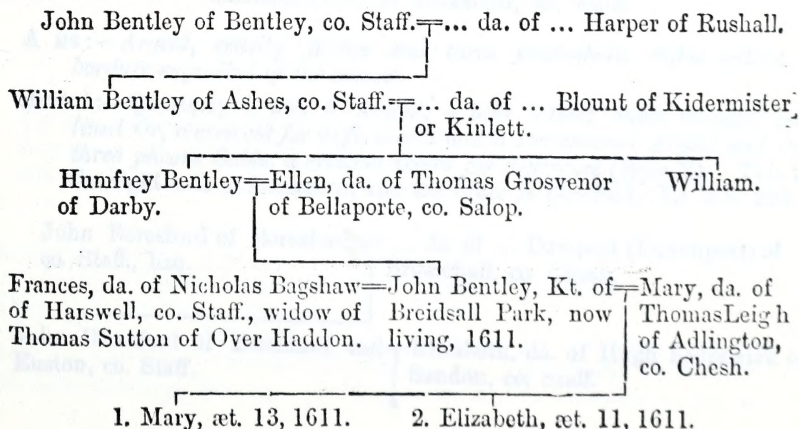 John Bentley of Bentley, co. Staff.=... da. of ... Harper of Rushall.
William Bentley of Ashes, co. Staff.=... da. of ... Blount of Kidermister
or Kinlett.
Humfrey Bentley=Ellen, da. of Thomas Grosvenor William.
of Darby. of Bellaporte, co. Salop.
Frances, da. of Nicholas Bagshaw=John Bentley, Kt. of=Mary, da. of
of Harswell, co. Staff., widow of Breidsall Park, now ThomasLeigh
Thomas Sutton of Over Haddon. living, 1611. of Adlington,
co. Chesh.
1. Mary, æt. 13, 1611. 2. Elizabeth, æt. 11, 1611.